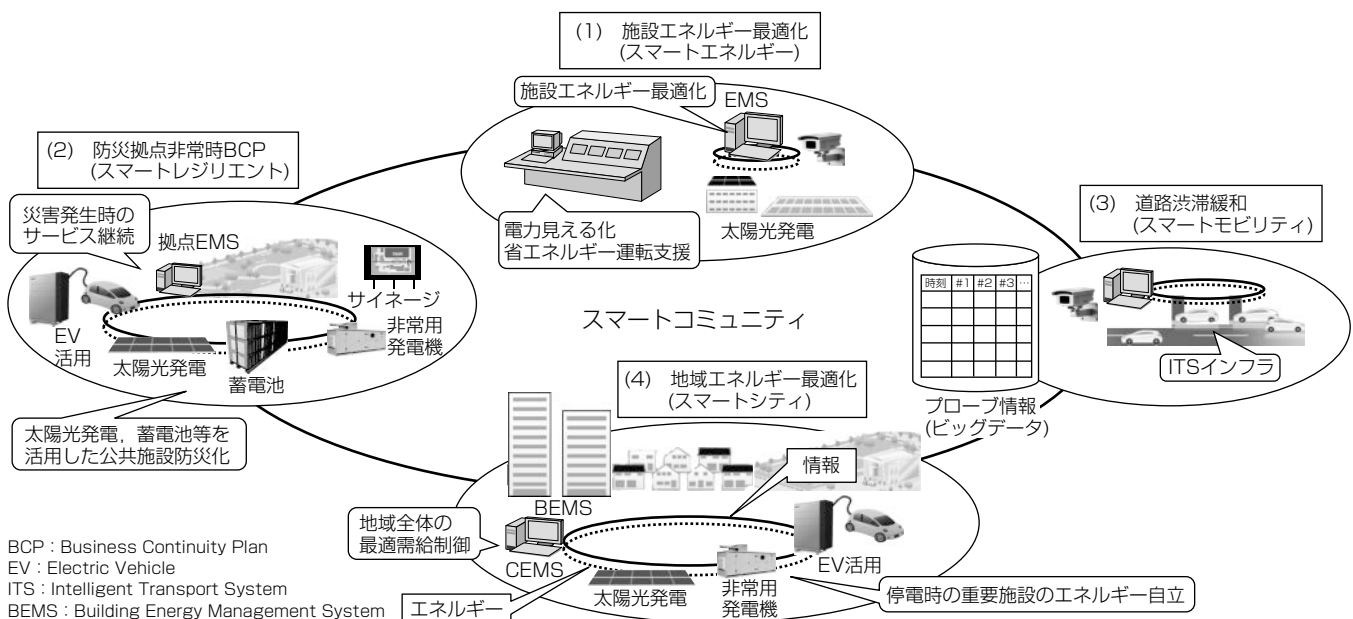 (1) 施設エネルギー最適化
(スマートエネルギー)
施設エネルギー最適化
EMS
電力見える化
省エネルギー運転支援
太陽光発電
(2) 防災拠点非常時BCP
(スマートレジリエント)
災害発生時の
サービス継続
拠点EMS
サイネージ
EV
活用
太陽光発電
蓄電池
非常用
発電機
太陽光発電，蓄電池等を
活用した公共施設防災化
スマートコミュニティ
(3) 道路渋滞緩和
(スマートモビリティ)
時刻 #1 #2 #3 …
ITSインフラ
プローブ情報
(ビッグデータ)
(4) 地域エネルギー最適化
(スマートシティ)
情報
BEMS
地域全体の
最適需給制御
CEMS
EV活用
太陽光発電
非常用
発電機
停電時の重要施設のエネルギー自立
エネルギー
BCP：Business Continuity Plan
EV：Electric Vehicle
ITS：Intelligent Transport System
BEMS：Building Energy Management System